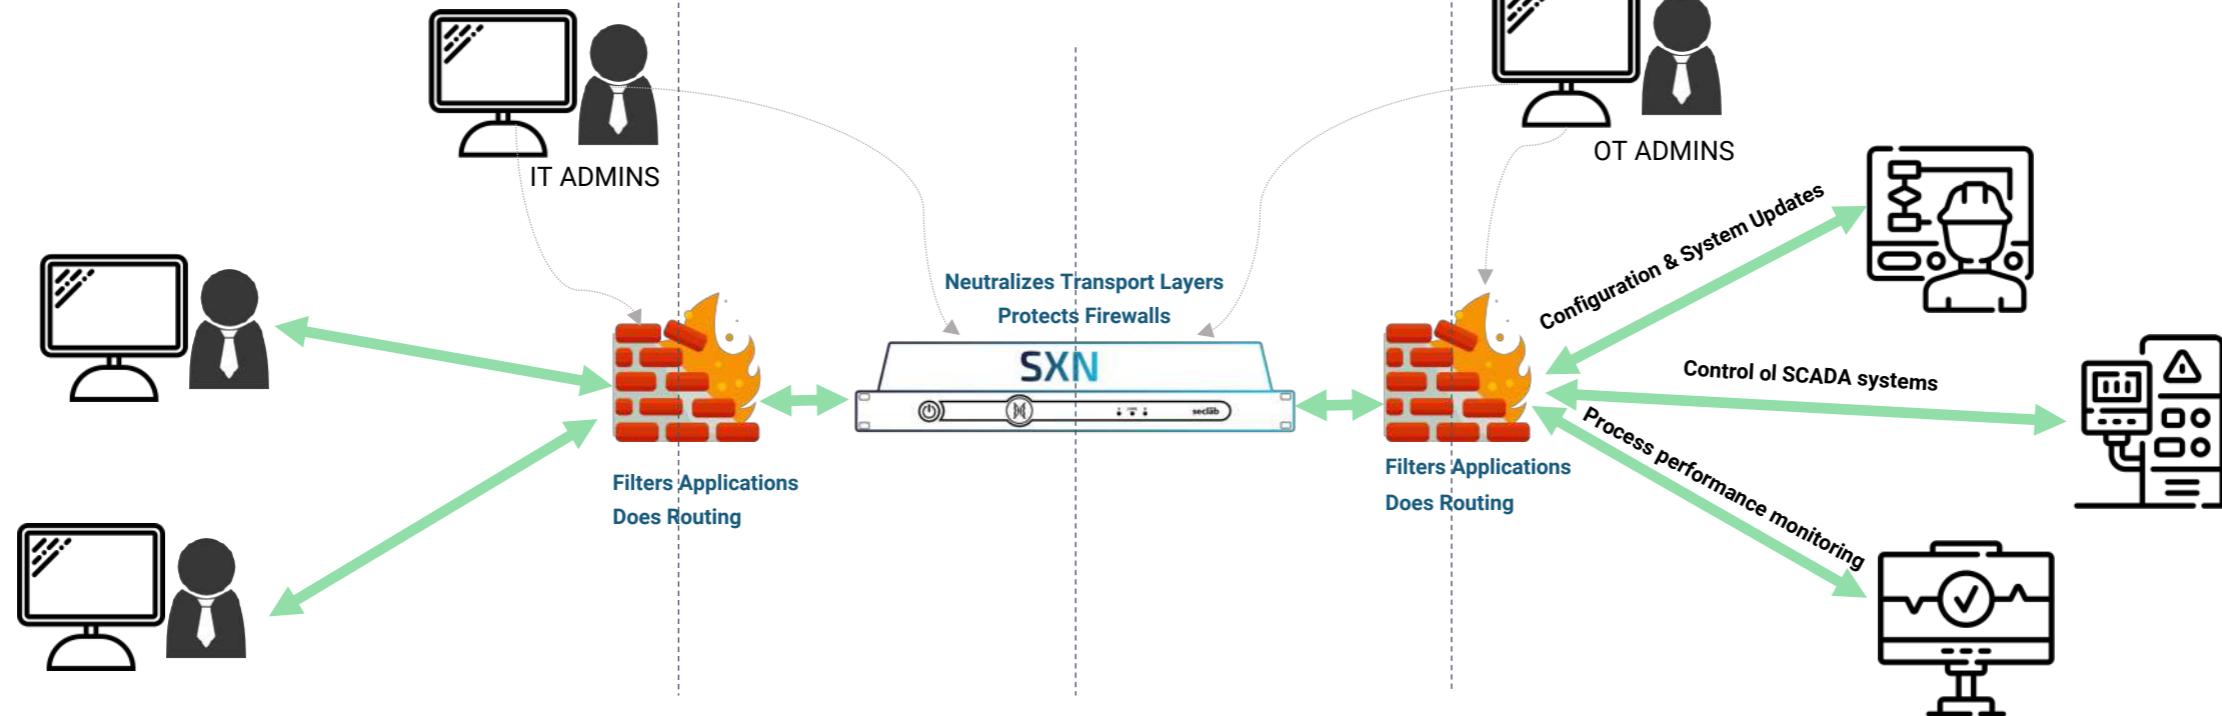 IT ADMINS
OT ADMINS
Neutralizes Transport Layers
Protects Firewalls
SXN
seclab
Filters Applications
Does Routing
Filters Applications
Does Routing
Configuration & System Updates
Control ol SCADA systems
Process performance monitoring